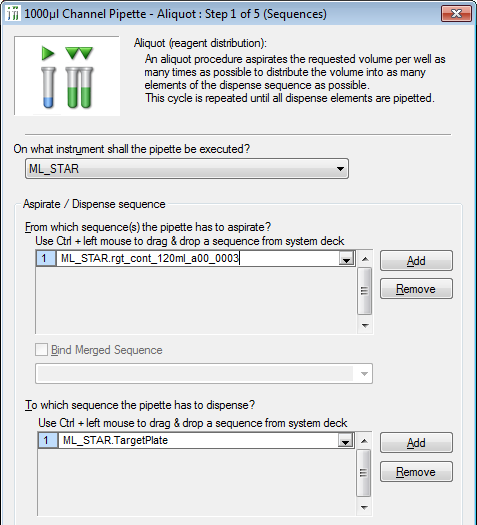 1000µl Channel Pipette - Aliquot : Step 1 of 5 (Sequences)
Aliquot (reagent distribution):
An aliquot procedure aspirates the requested volume per well as
many times as possible to distribute the volume into as many
elements of the dispense sequence as possible.
This cycle is repeated until all dispense elements are pipetted.
On what instrument shall the pipette be executed?
ML_STAR
Aspirate / Dispense sequence
From which sequence(s) the pipette has to aspirate?
Use Ctrl + left mouse to drag & drop a sequence from system deck
1 ML_STAR.rgt_cont_120ml_a00_0003
Add
Remove
Bind Merged Sequence
To which sequence the pipette has to dispense?
Use Ctrl + left mouse to drag & drop a sequence from system deck
1 ML_STAR.TargetPlate
Add
Remove